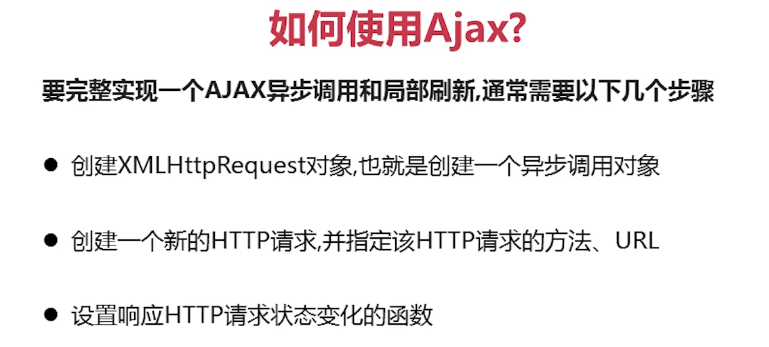 如何使用Ajax?
要完整实现一个AJAX异步调用和局部刷新,通常需要以下几个步骤
● 创建XMLHttpRequest对象,也就是创建一个异步调用对象
● 创建一个新的HTTP请求,并指定该HTTP请求的方法、URL
● 设置响应HTTP请求状态变化的函数